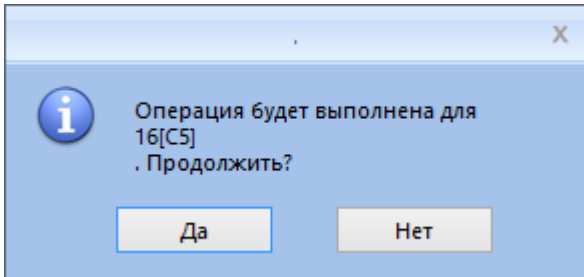 .
X
Операция будет выполнена для
16[C5]
. Продолжить?
Да
Нет